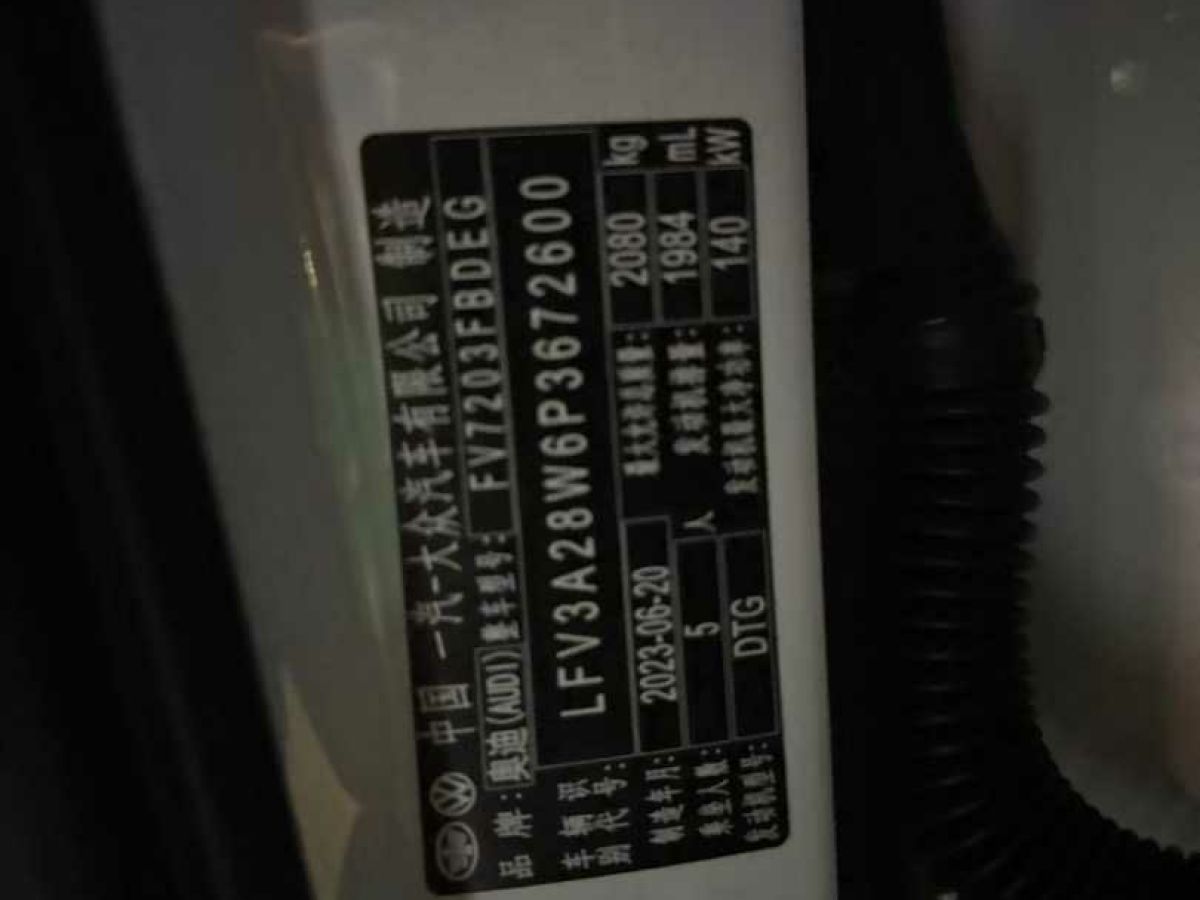 中国 一汽-大众汽车有限公司 制造
品牌: 奥迪(AUDI) 整车型号: FV7203FBDEG
车辆识别代号: LFV3A28W6P3672600
制造年月: 2023-06-20 最大允许总质量: 2080 kg
乘坐人数: 5 人 发动机排量: 1984 mL
发动机型号: DTG 发动机最大净功率: 140 kW